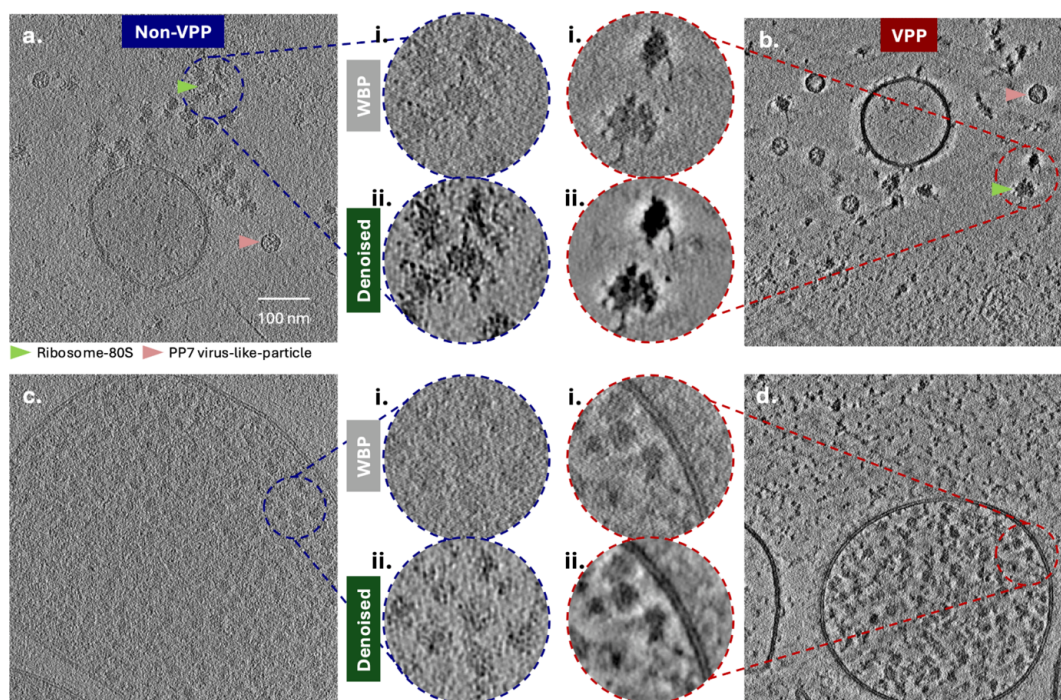 a.
Non-VPP
i.
i.
b.
VPP
WBP
ii.
ii.
Denoised
100 nm
Ribosome-80S
PP7 virus-like-particle
c.
i.
i.
d.
WBP
ii.
ii.
Denoised